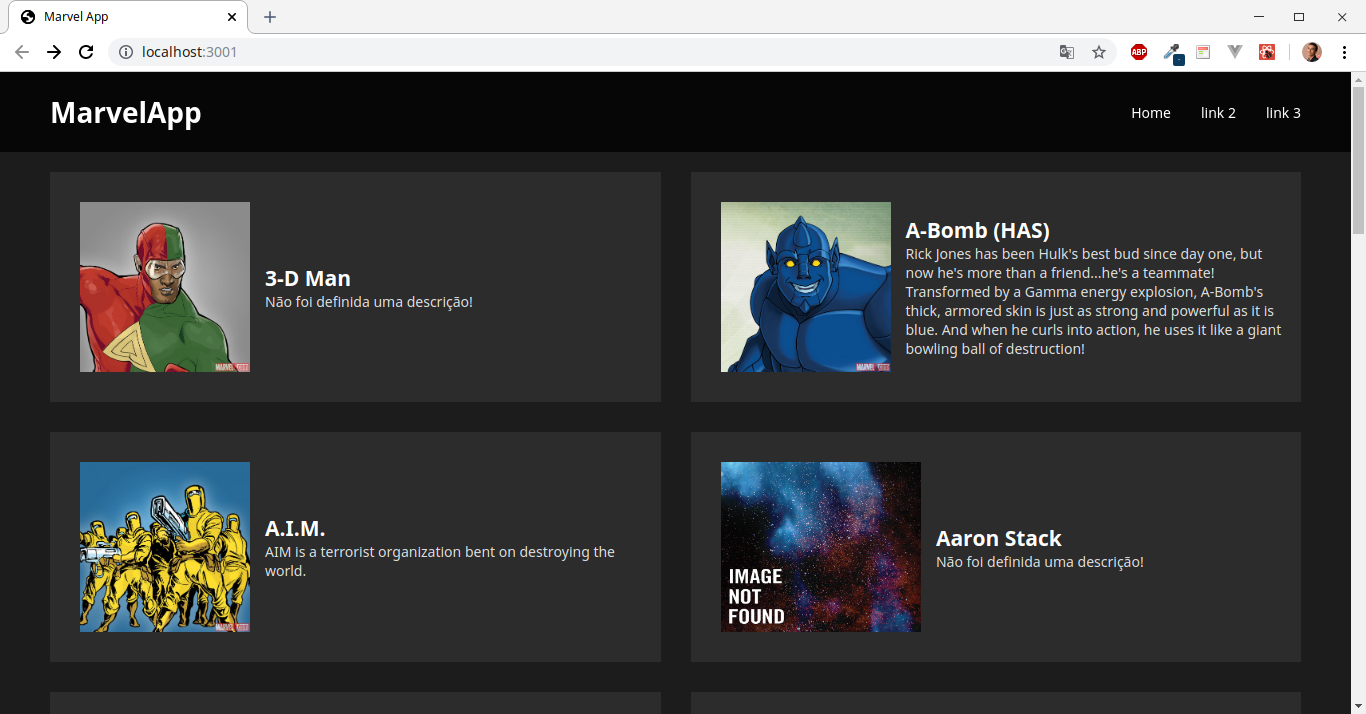 Marvel App
localhost:3001
ABP
MarvelApp
Home
link 2
link 3
3-D Man
Não foi definida uma descrição!
A-Bomb (HAS)
Rick Jones has been Hulk's best bud since day one, but
now he's more than a friend...he's a teammate!
Transformed by a Gamma energy explosion, A-Bomb's
thick, armored skin is just as strong and powerful as it is
blue. And when he curls into action, he uses it like a giant
bowling ball of destruction!
A.I.M.
AIM is a terrorist organization bent on destroying the
world.
IMAGE
NOT
FOUND
Aaron Stack
Não foi definida uma descrição!